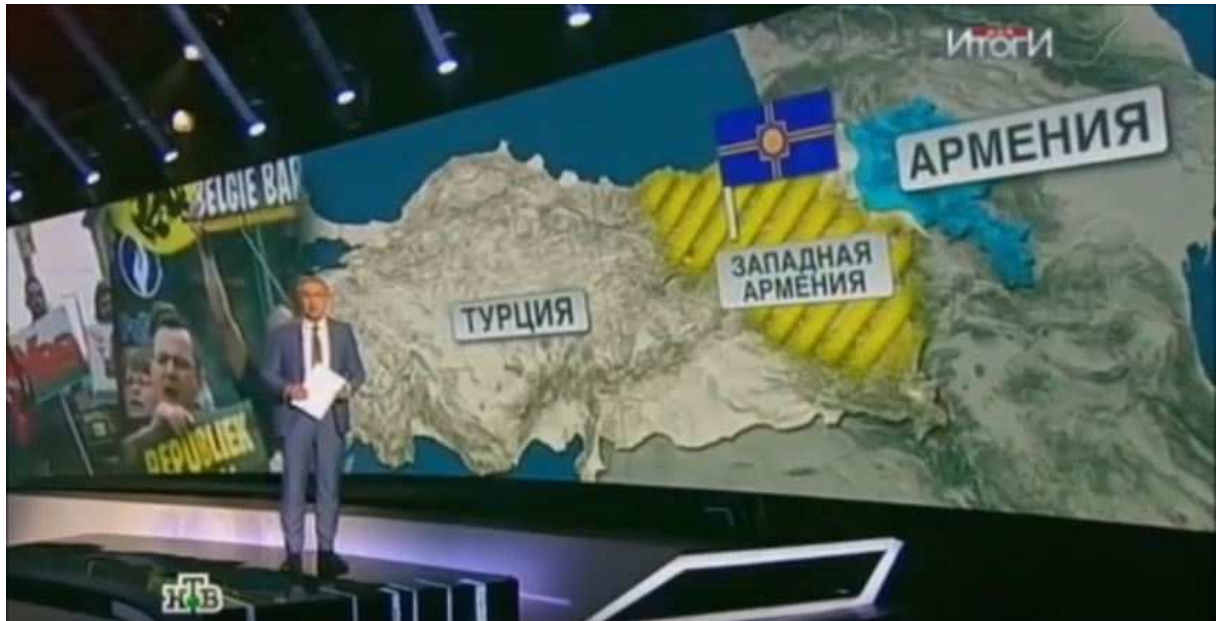 ИТОГИ
BELGIE BAR
АРМЕНИЯ
ЗАПАДНАЯ
АРМЕНИЯ
ТУРЦИЯ
REPUBLIEK
НТВ